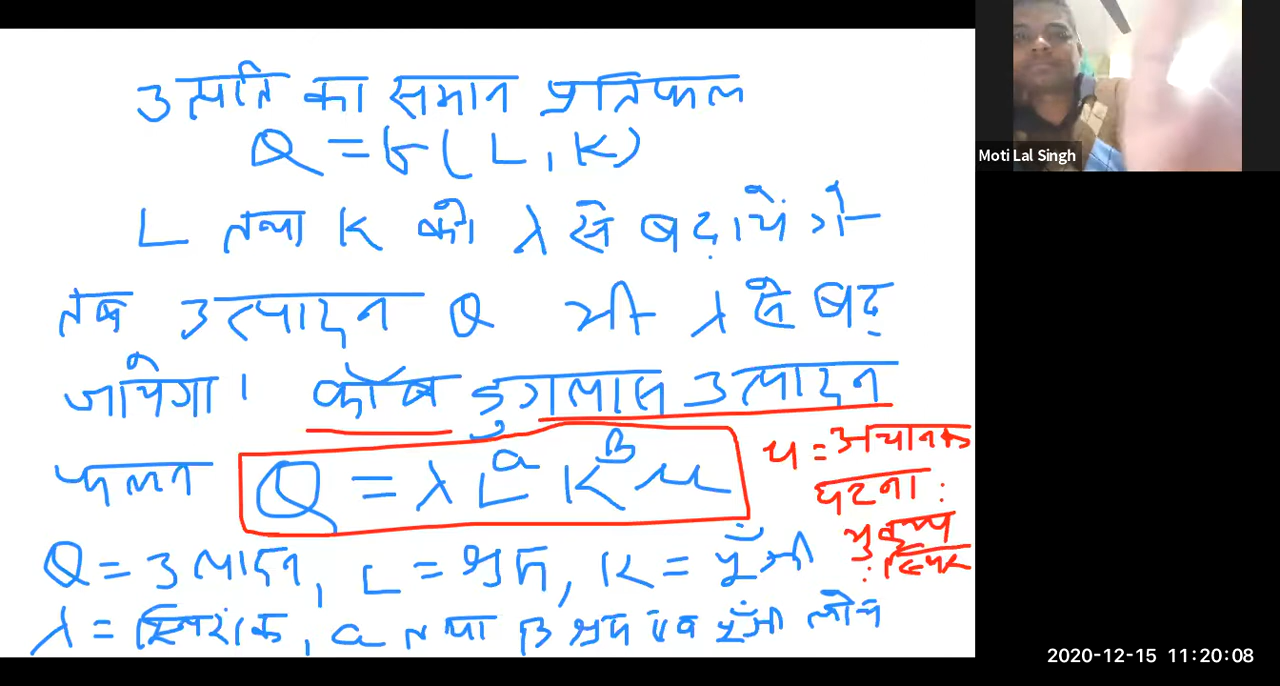 उत्पति का समान प्रतिफल
Q = f(L, K)
L तथा K को λ से बढ़ायेंगे
तब उत्पादन Q भी λ से बढ़
जायेगा। कॉब डुगलास उत्पादन
फलन Q = λ L^a K^β μ
μ = अचानक
घटना :
भुकम्प
Q = उत्पादन, L = श्रम, K = पूँजी
λ = स्थिरांक, a तथा β श्रम एवं पूँजी लोच
Moti Lal Singh
2020-12-15 11:20:08